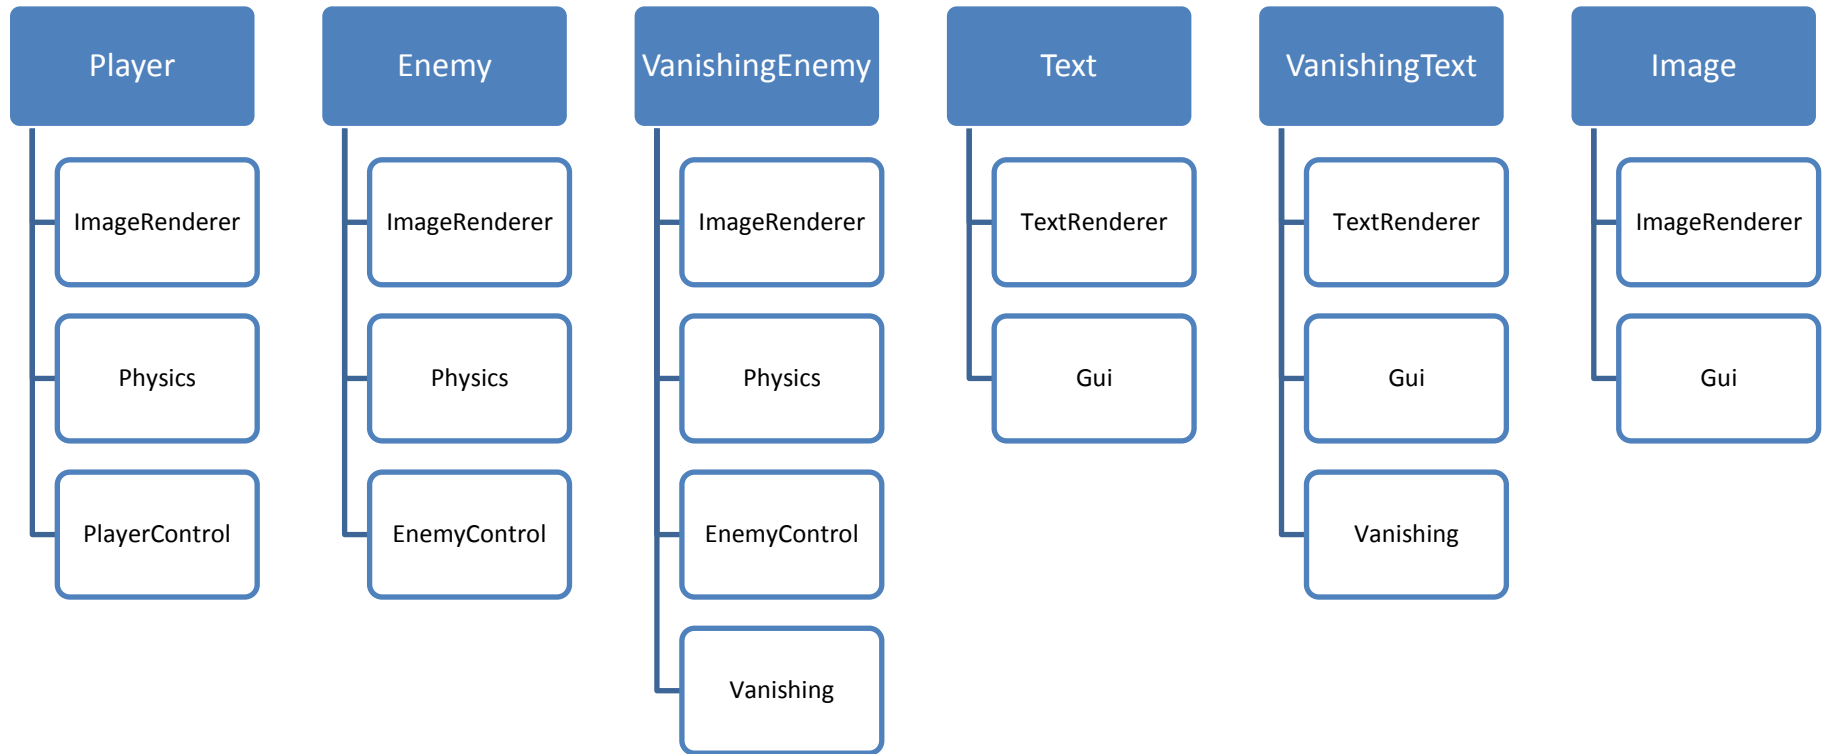 Player
ImageRenderer
Physics
PlayerControl
Enemy
ImageRenderer
Physics
EnemyControl
VanishingEnemy
ImageRenderer
Physics
EnemyControl
Vanishing
Text
TextRenderer
Gui
VanishingText
TextRenderer
Gui
Vanishing
Image
ImageRenderer
Gui